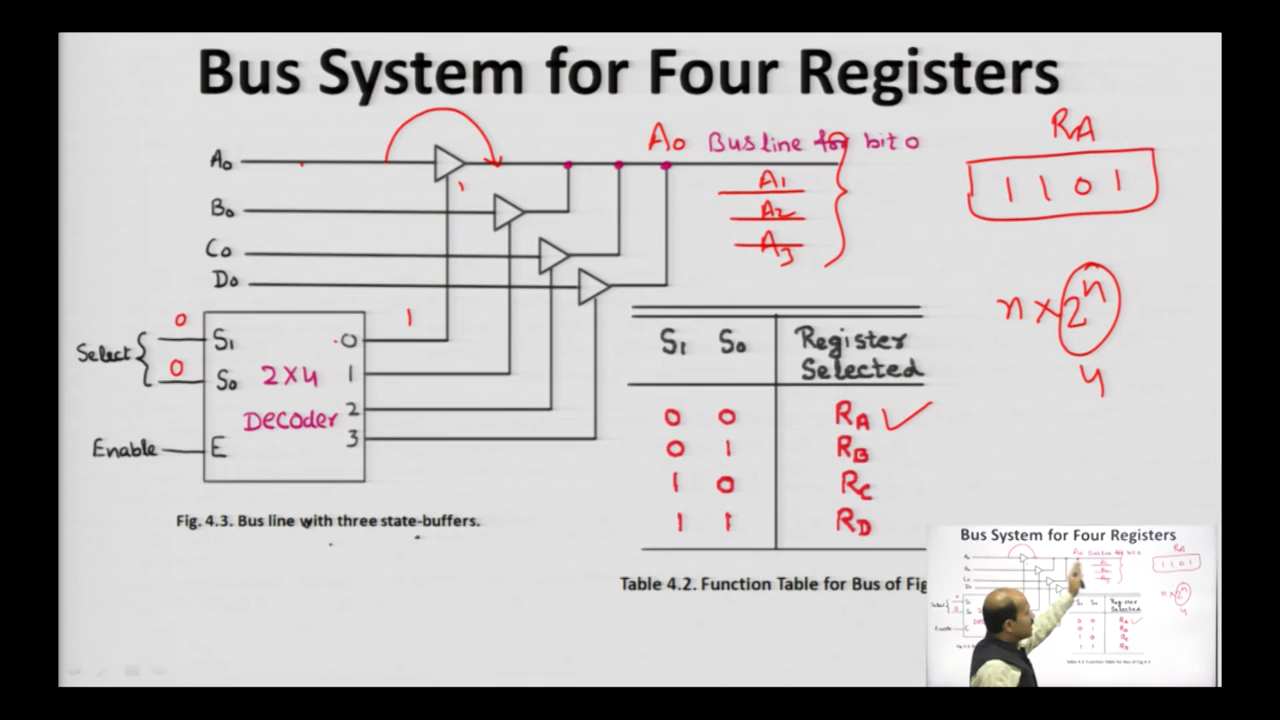 Bus System for Four Registers
A0 A0 Bus line for bit 0 RA
A1 1 1 0 1
1 A2
B0
A3
C0
D0
n x 2^n
0 1 4
S1 0 S1 S0 Register Selected
Select 0 S0 1
2X4
DECODER 2 0 0 RA ✓
Enable E 3 0 1 RB
1 0 RC
1 1 RD
Fig. 4.3. Bus line with three state-buffers.
Table 4.2. Function Table for Bus of Fig
Bus System for Four Registers